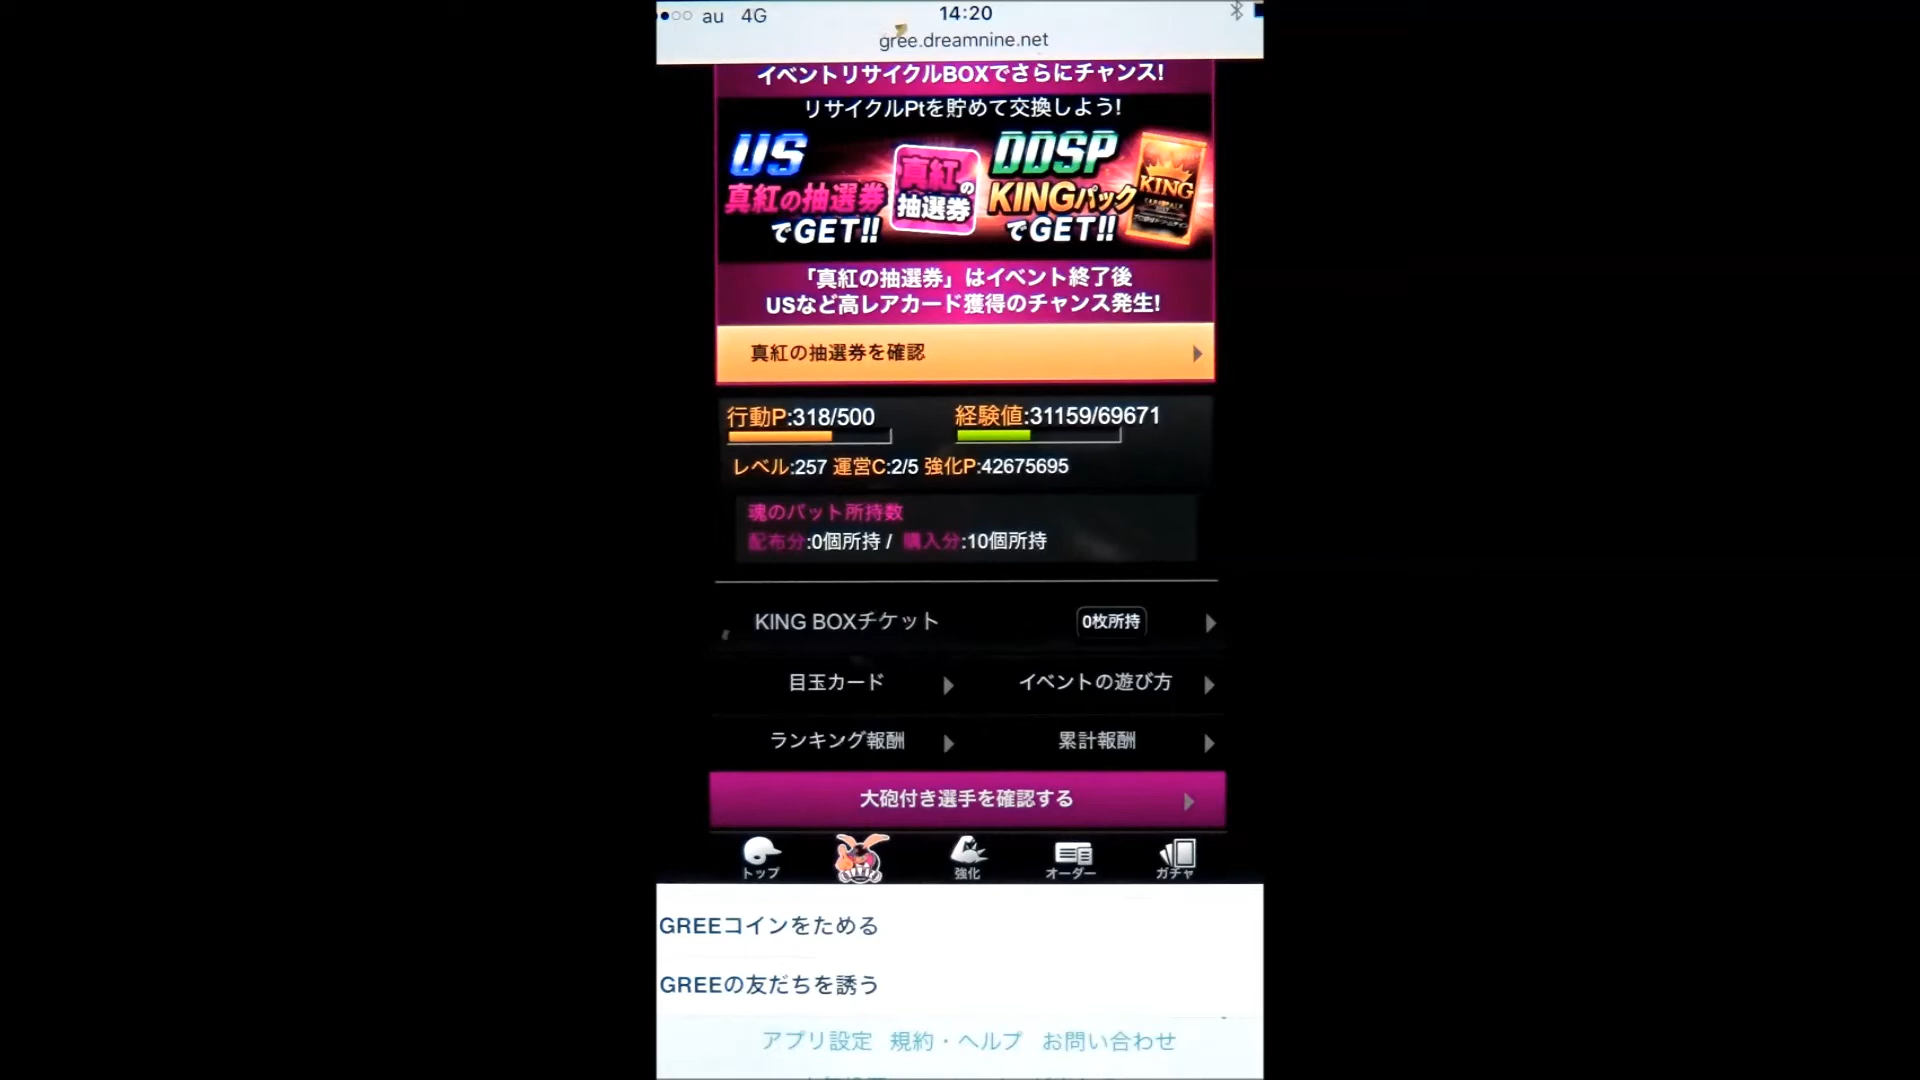 au 4G 14:20
gree.dreamnine.net
イベントリサイクルBOXでさらにチャンス!
リサイクルPtを貯めて交換しよう!
US
真紅の抽選券
でGET!!
真紅の
抽選券
DDSP
KINGパック
でGET!!
KING
「真紅の抽選券」はイベント終了後
USなど高レアカード獲得のチャンス発生!
真紅の抽選券を確認
行動P:318/500 経験値:31159/69671
レベル:257 運営C:2/5 強化P:42675695
魂のバット所持数
配布分:0個所持 / 購入分:10個所持
KING BOXチケット 0枚所持
目玉カード イベントの遊び方
ランキング報酬 累計報酬
大砲付き選手を確認する
トップ 強化 オーダー ガチャ
GREEコインをためる
GREEの友だちを誘う
アプリ設定 規約・ヘルプ お問い合わせ